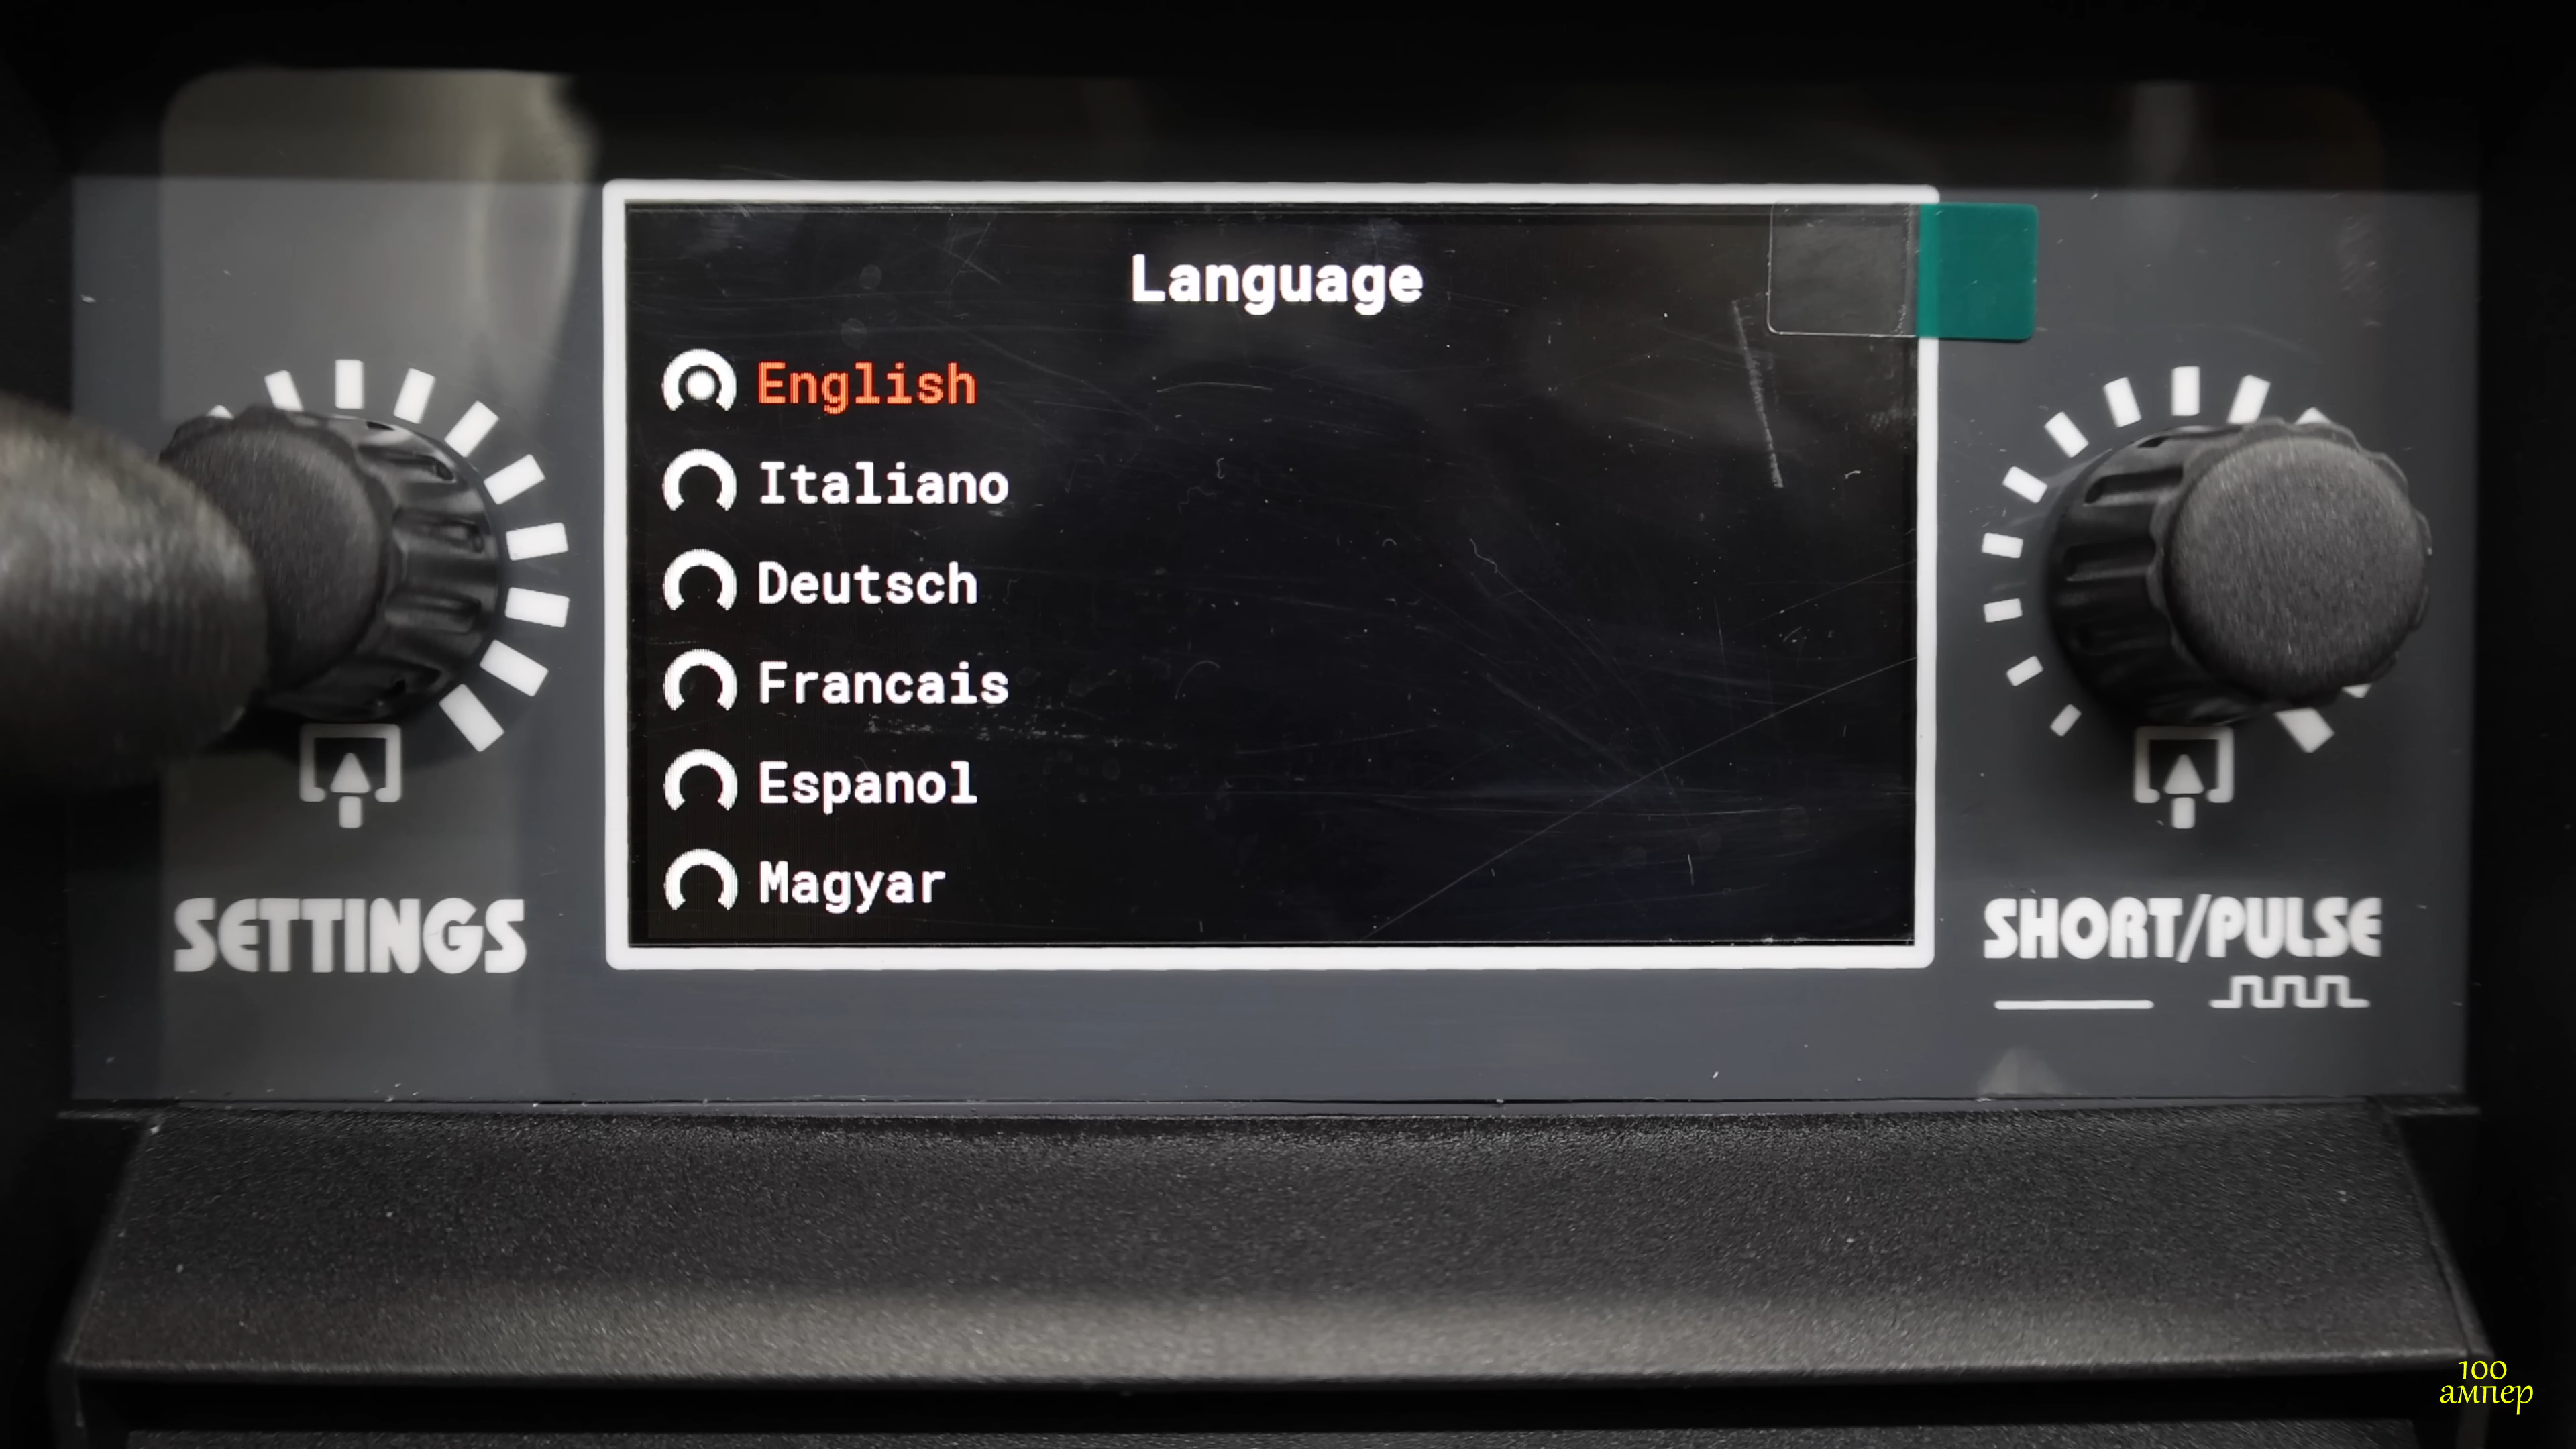 Language
English
Italiano
Deutsch
Francais
Espanol
Magyar
SETTINGS
SHORT/PULSE
100
ампер